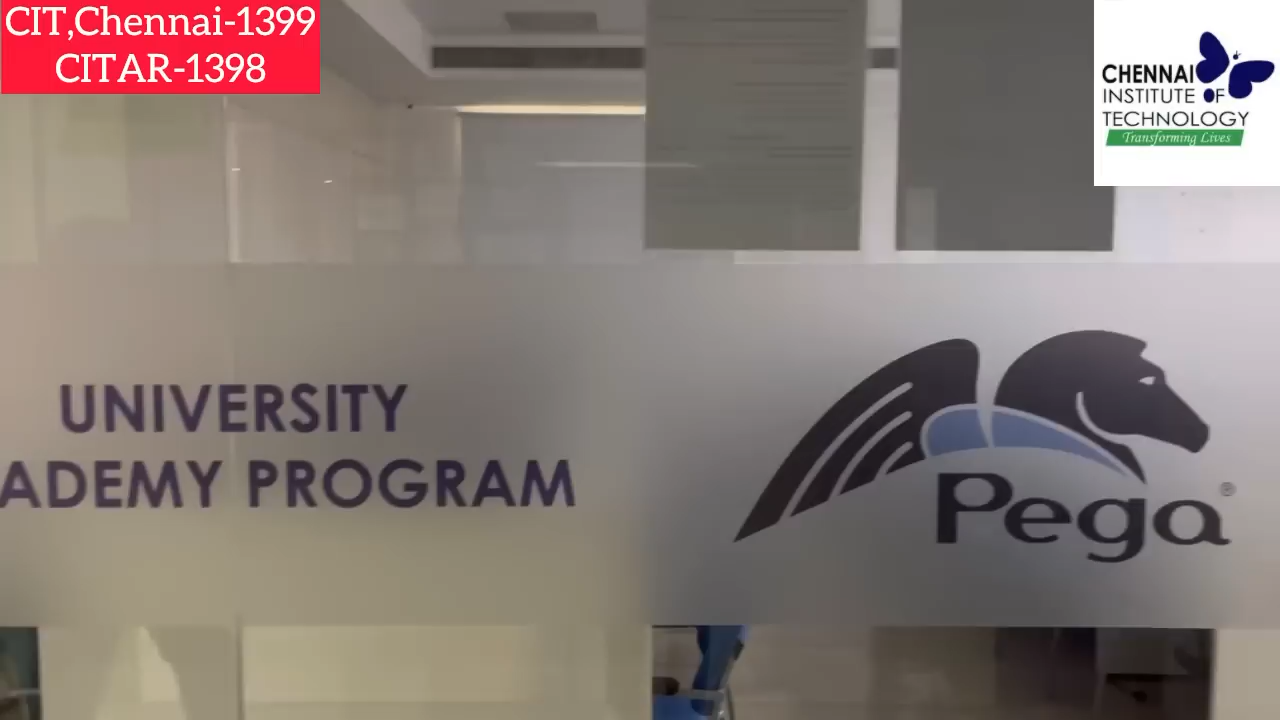 CIT,Chennai-1399
CITAR-1398
CHENNAI
INSTITUTE OF
TECHNOLOGY
Transforming Lives
UNIVERSITY
ADEMY PROGRAM
Pega®